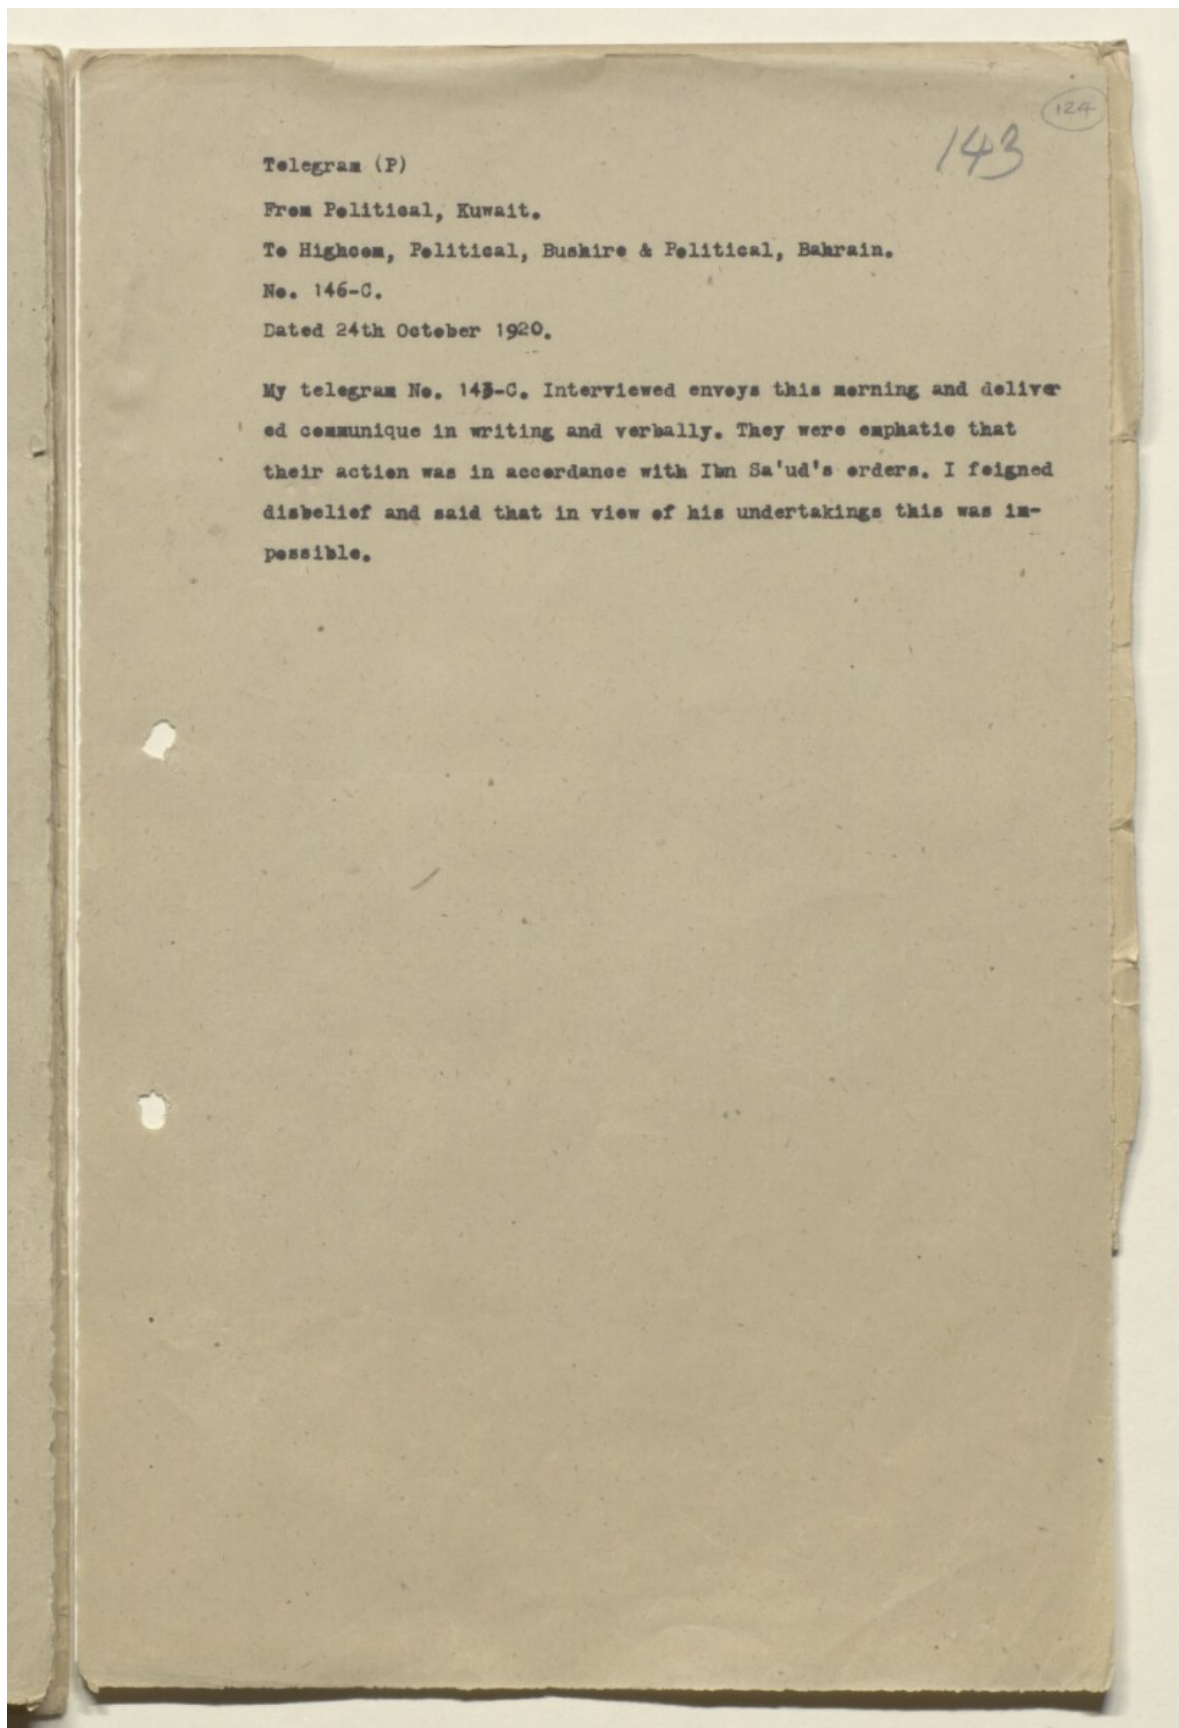 124
143
Telegram (P)
From Political, Kuwait.
To Highcom, Political, Bushire & Political, Bahrain.
No. 146-C.
Dated 24th October 1920.
My telegram No. 143-C. Interviewed envoys this morning and deliver
ed communique in writing and verbally. They were emphatic that
their action was in accordance with Ibn Sa'ud's orders. I feigned
disbelief and said that in view of his undertakings this was im-
possible.